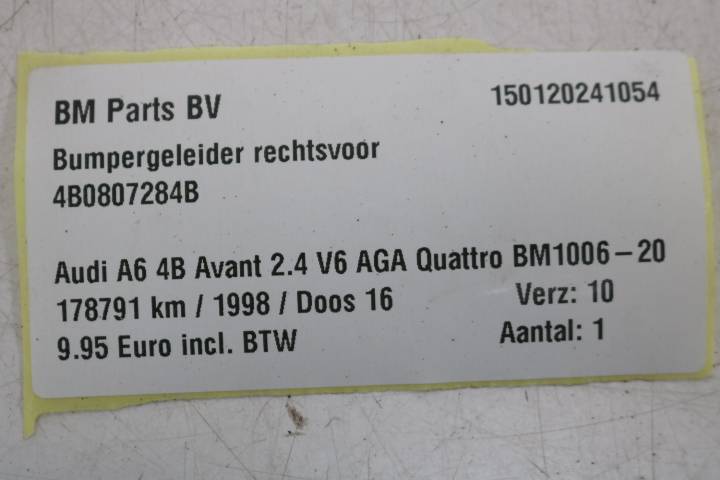 BM Parts BV 150120241054
Bumpergeleider rechtsvoor
4B0807284B
Audi A6 4B Avant 2.4 V6 AGA Quattro BM1006-20
178791 km / 1998 / Doos 16 Verz: 10
9.95 Euro incl. BTW Aantal: 1